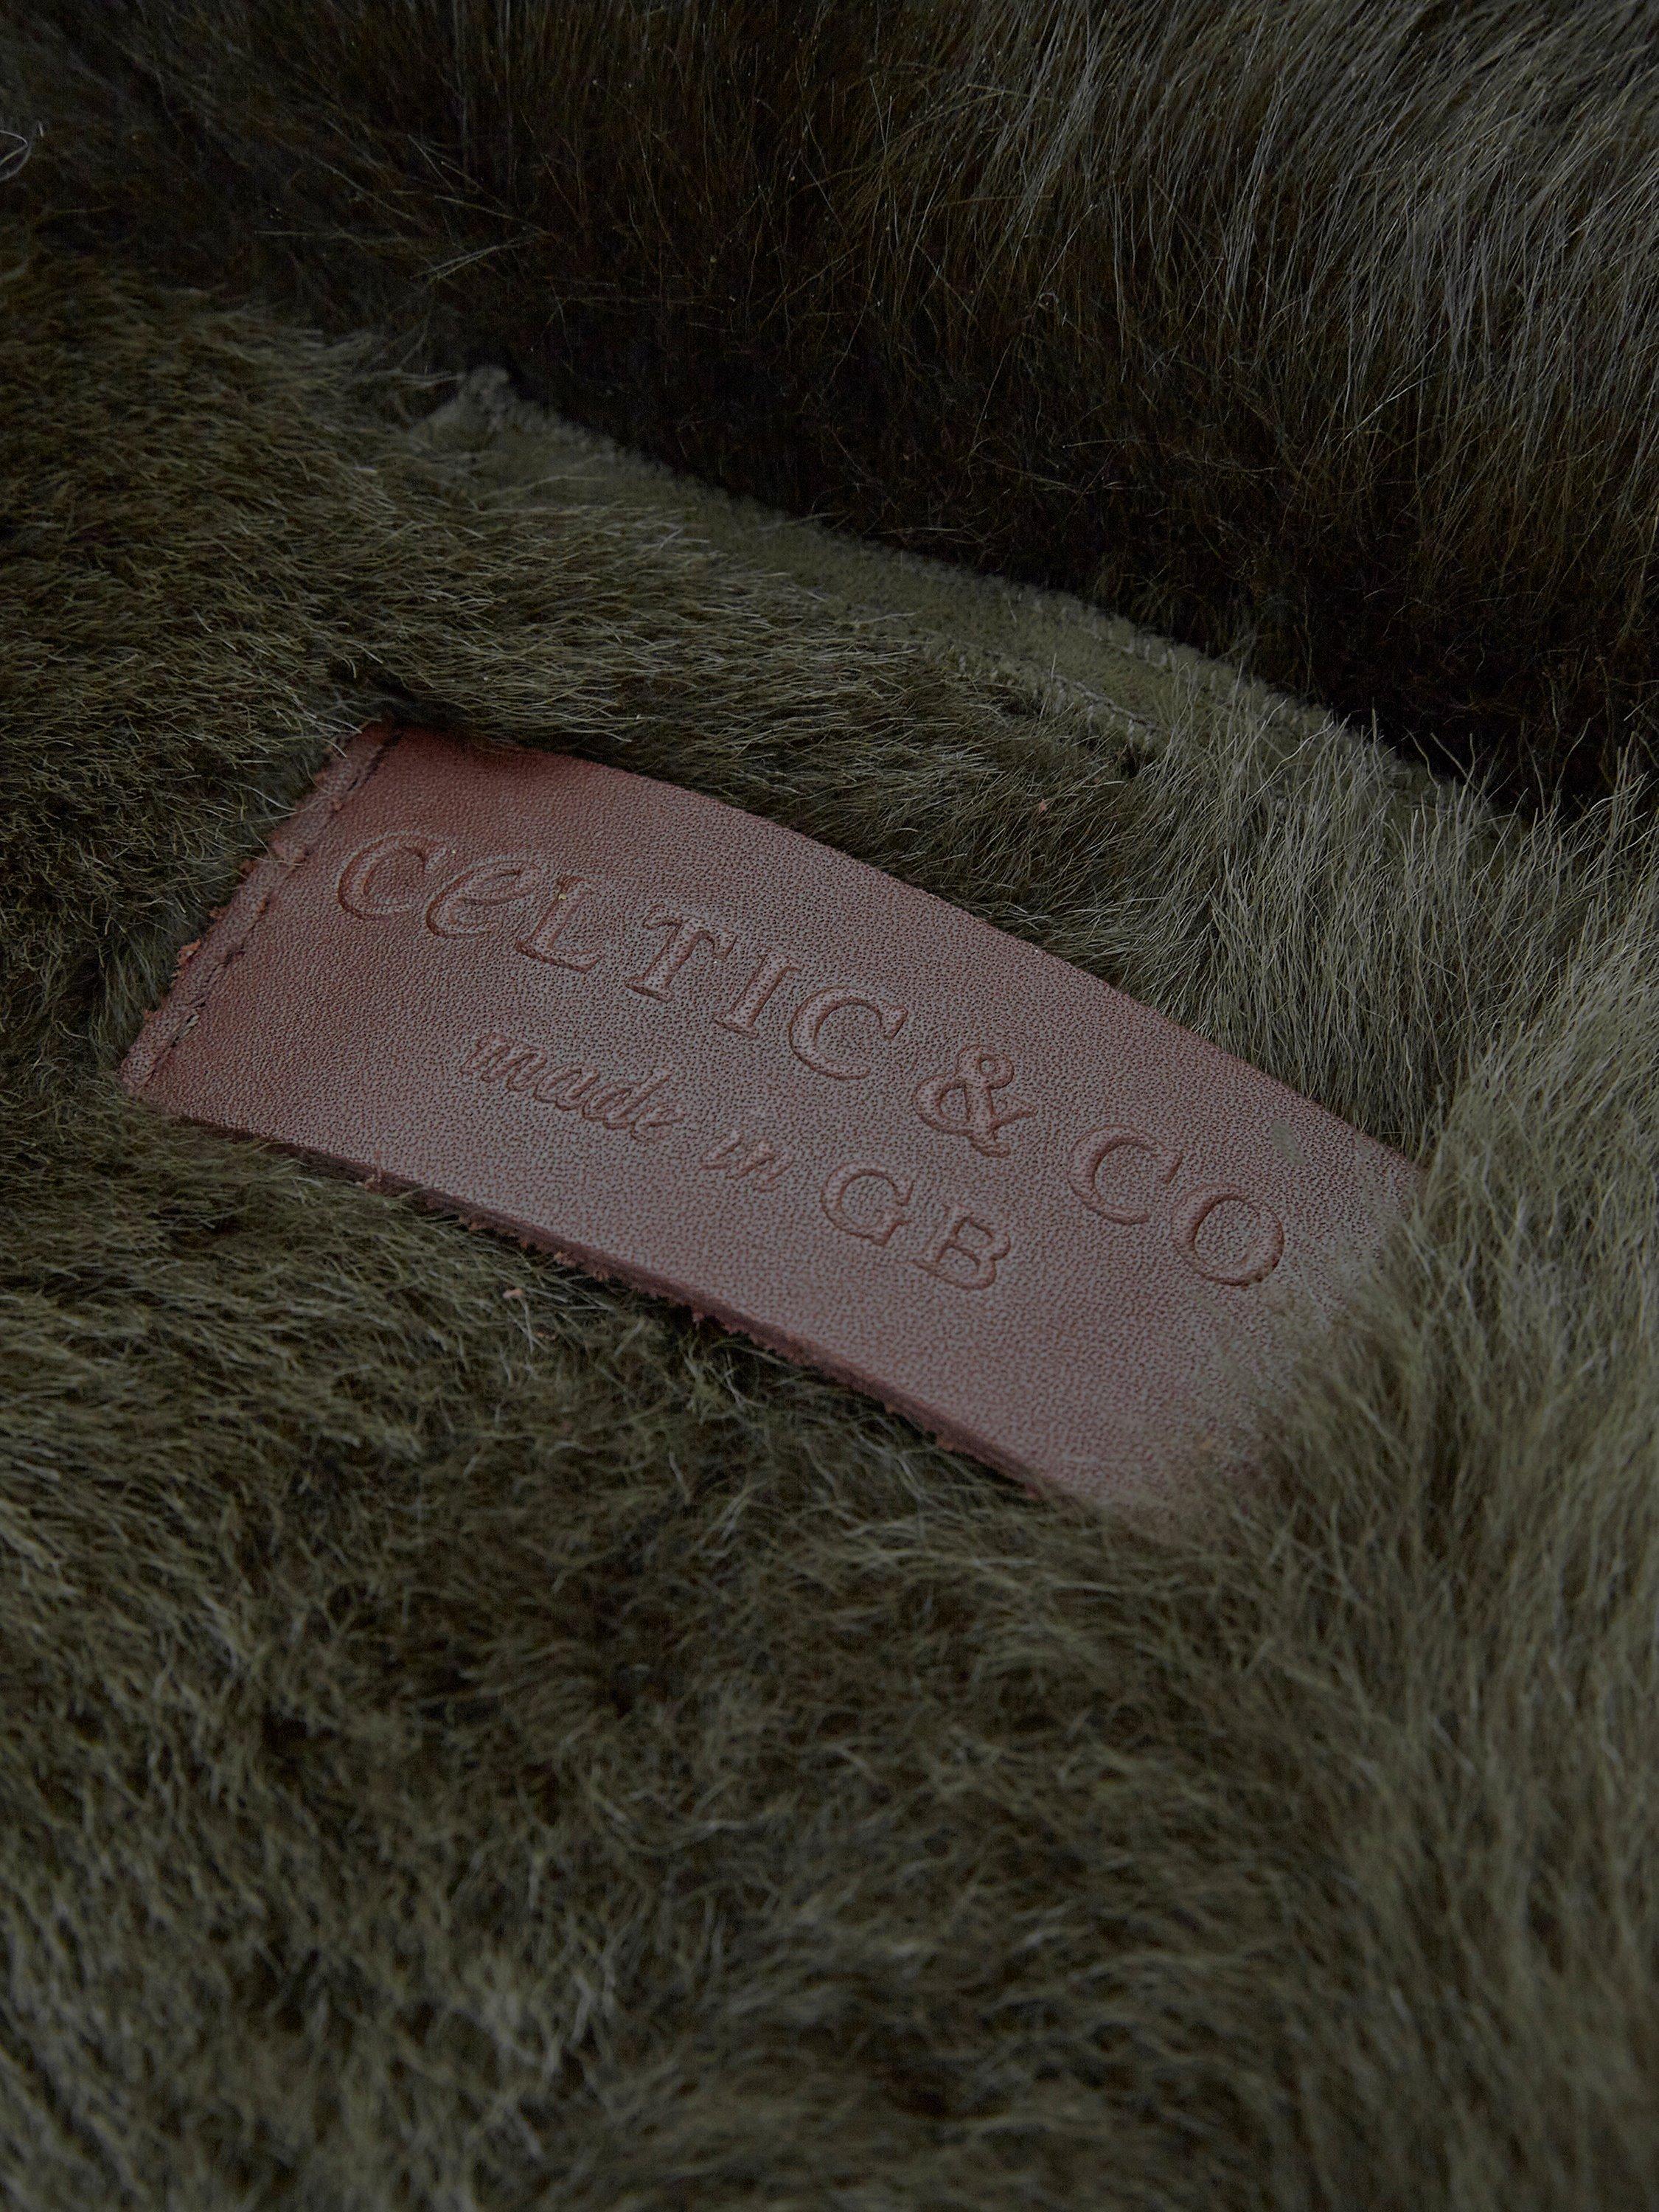 CeLTIC & CO
made in GB